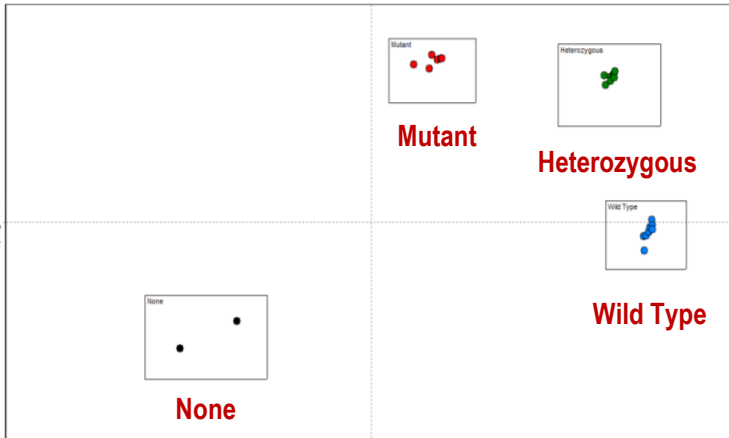 Mutant
Heterozygous
Mutant
Heterozygous
Wild Type
Wild Type
None
None